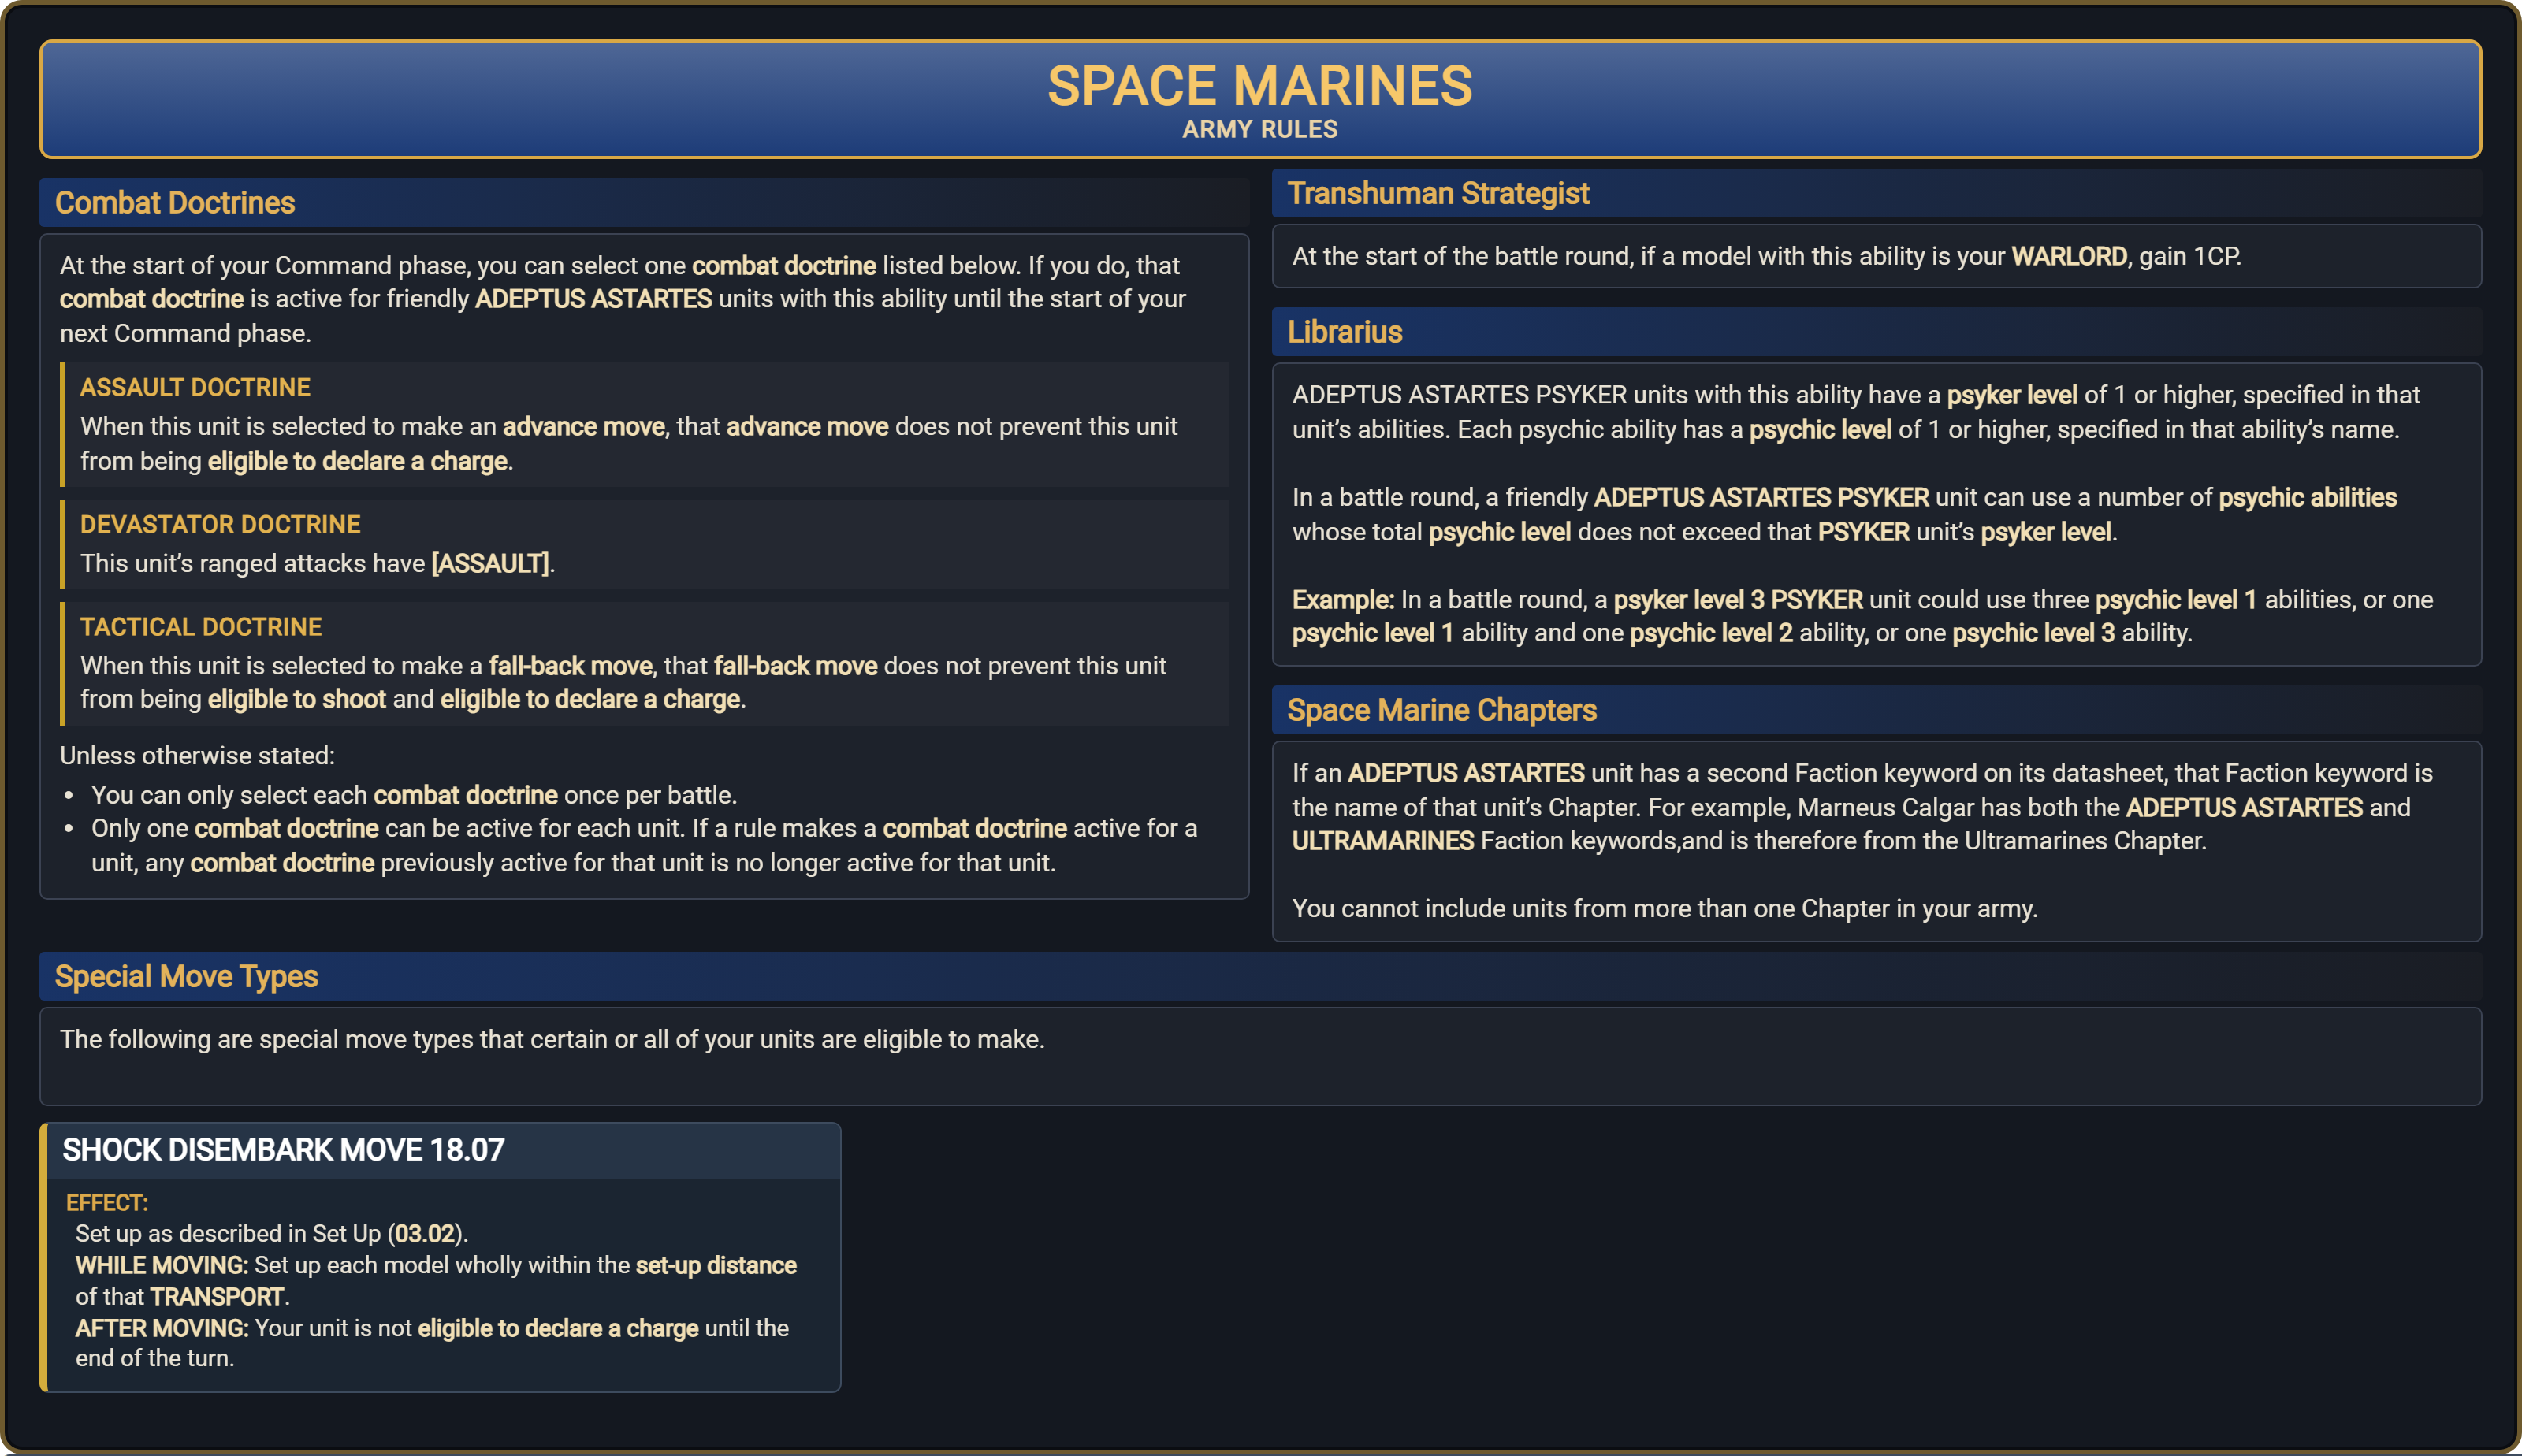 SPACE MARINES
ARMY RULES
Combat Doctrines
At the start of your Command phase, you can select one combat doctrine listed below. If you do, that
combat doctrine is active for friendly ADEPTUS ASTARTES units with this ability until the start of your
next Command phase.
ASSAULT DOCTRINE
When this unit is selected to make an advance move, that advance move does not prevent this unit
from being eligible to declare a charge.
DEVASTATOR DOCTRINE
This unit’s ranged attacks have [ASSAULT].
TACTICAL DOCTRINE
When this unit is selected to make a fall-back move, that fall-back move does not prevent this unit
from being eligible to shoot and eligible to declare a charge.
Unless otherwise stated:
• You can only select each combat doctrine once per battle.
• Only one combat doctrine can be active for each unit. If a rule makes a combat doctrine active for a
unit, any combat doctrine previously active for that unit is no longer active for that unit.
Transhuman Strategist
At the start of the battle round, if a model with this ability is your WARLORD, gain 1CP.
Librarius
ADEPTUS ASTARTES PSYKER units with this ability have a psyker level of 1 or higher, specified in that
unit’s abilities. Each psychic ability has a psychic level of 1 or higher, specified in that ability’s name.
In a battle round, a friendly ADEPTUS ASTARTES PSYKER unit can use a number of psychic abilities
whose total psychic level does not exceed that PSYKER unit’s psyker level.
Example: In a battle round, a psyker level 3 PSYKER unit could use three psychic level 1 abilities, or one
psychic level 1 ability and one psychic level 2 ability, or one psychic level 3 ability.
Space Marine Chapters
If an ADEPTUS ASTARTES unit has a second Faction keyword on its datasheet, that Faction keyword is
the name of that unit’s Chapter. For example, Marneus Calgar has both the ADEPTUS ASTARTES and
ULTRAMARINES Faction keywords,and is therefore from the Ultramarines Chapter.
You cannot include units from more than one Chapter in your army.
Special Move Types
The following are special move types that certain or all of your units are eligible to make.
SHOCK DISEMBARK MOVE 18.07
EFFECT:
Set up as described in Set Up (03.02).
WHILE MOVING: Set up each model wholly within the set-up distance
of that TRANSPORT.
AFTER MOVING: Your unit is not eligible to declare a charge until the
end of the turn.